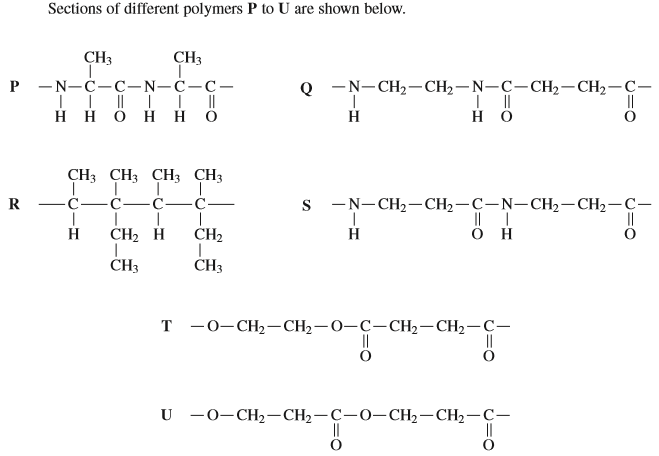 Sections of different polymers P to U are shown below.
CH₃ CH₃
P –N–C–C–N–C–C–
H H O H H O
Q –N–CH₂–CH₂–N–C–CH₂–CH₂–C–
H H O O
CH₃ CH₃ CH₃ CH₃
R –C–C–C–C–
H CH₂ H CH₂
CH₃ CH₃
S –N–CH₂–CH₂–C–N–CH₂–CH₂–C–
H O H O
T –O–CH₂–CH₂–O–C–CH₂–CH₂–C–
O O
U –O–CH₂–CH₂–C–O–CH₂–CH₂–C–
O O